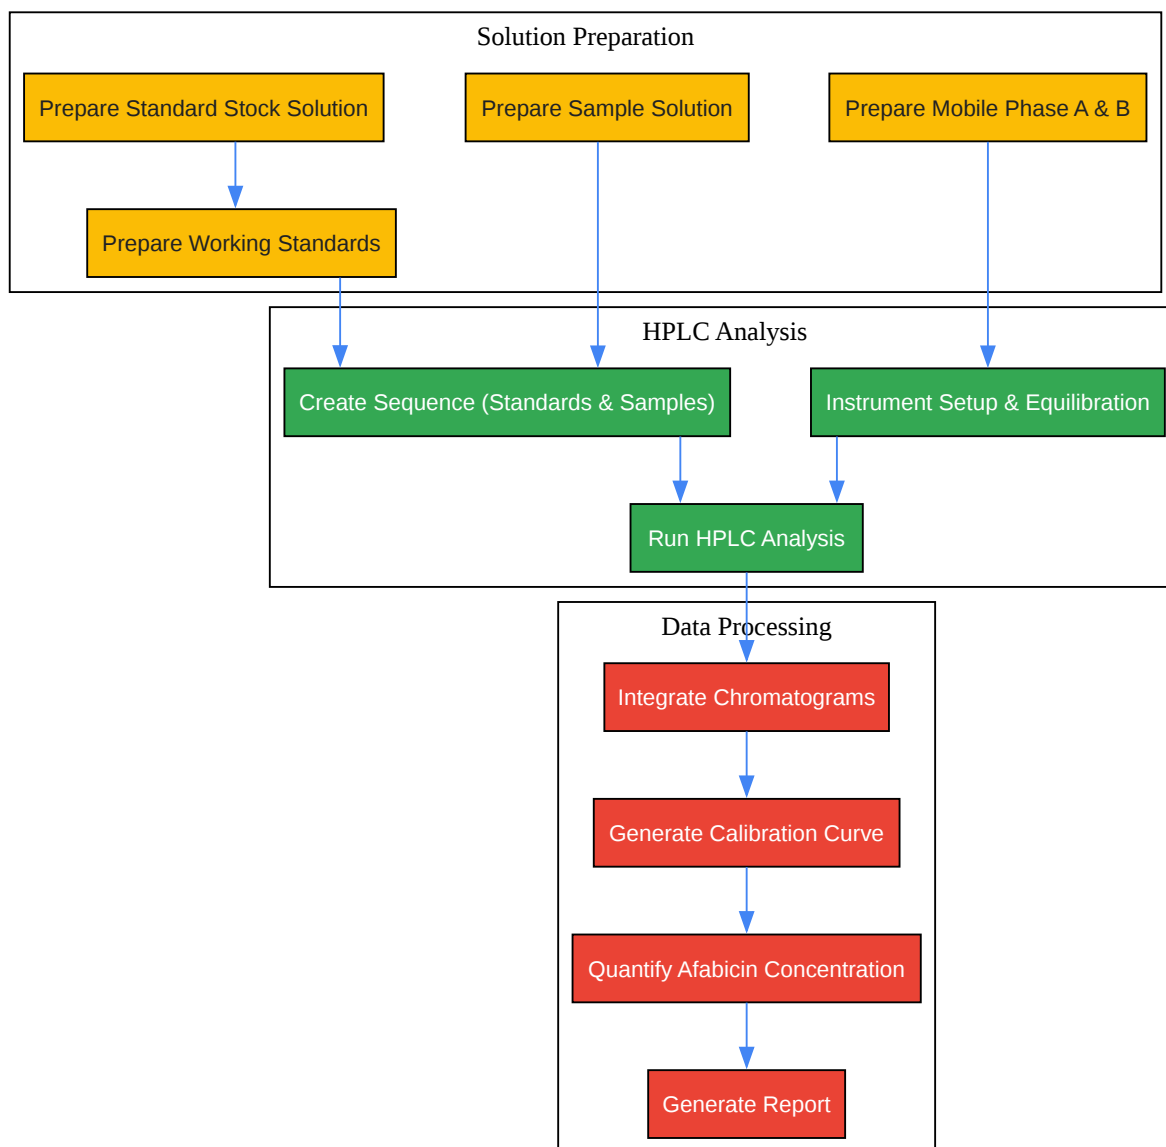 Solution Preparation
Prepare Standard Stock Solution
Prepare Sample Solution
Prepare Mobile Phase A & B
Prepare Working Standards
HPLC Analysis
Create Sequence (Standards & Samples)
Instrument Setup & Equilibration
Run HPLC Analysis
Data Processing
Integrate Chromatograms
Generate Calibration Curve
Quantify Afabicin Concentration
Generate Report